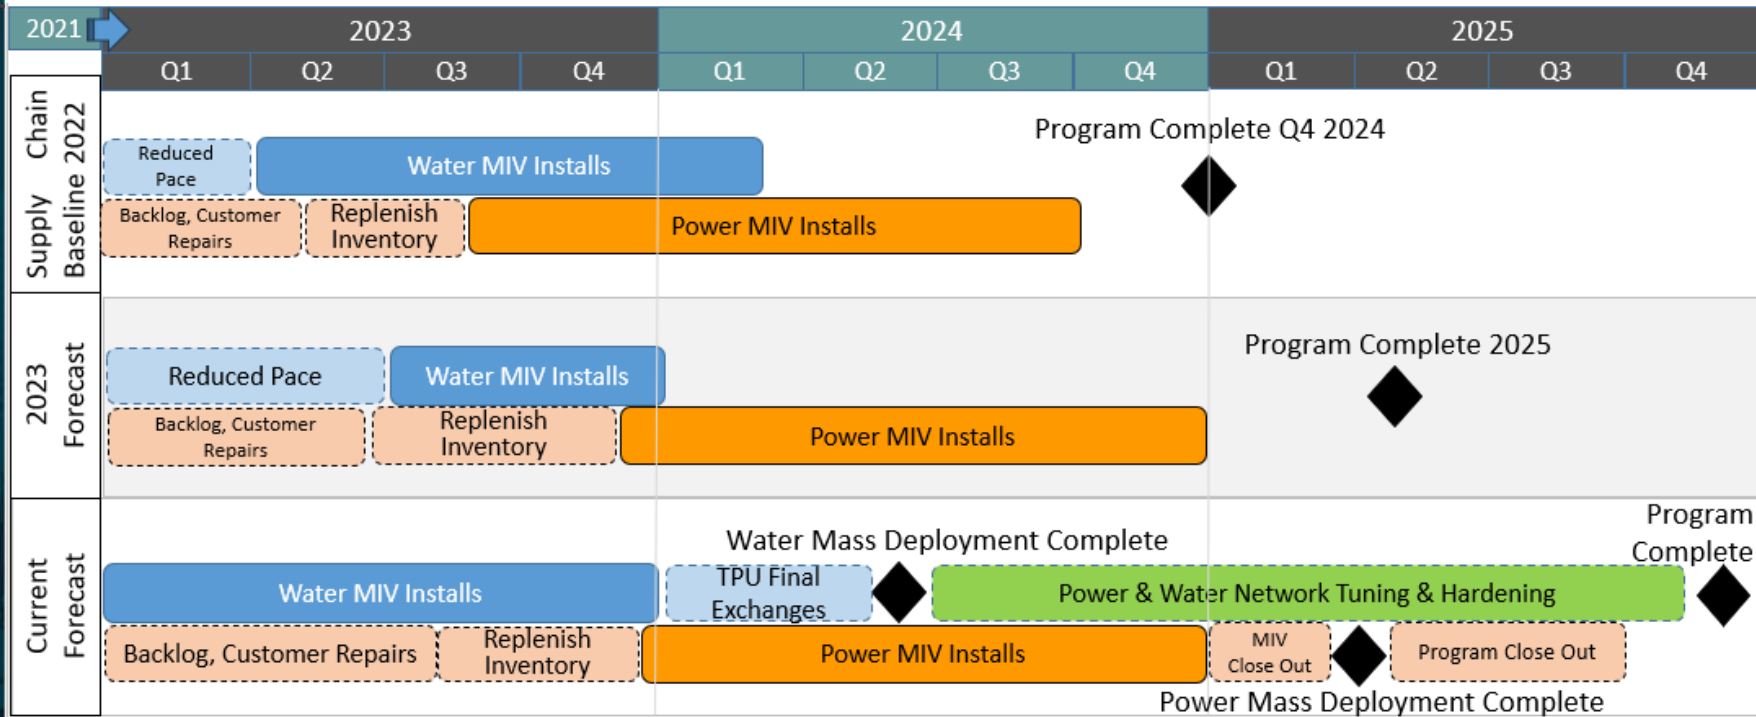 2021
2023
2024
2025
Q1
Q2
Q3
Q4
Q1
Q2
Q3
Q4
Q1
Q2
Q3
Q4
Supply Chain
Baseline 2022
Program Complete Q4 2024
Reduced
Pace
Water MIV Installs
Backlog, Customer
Repairs
Replenish
Inventory
Power MIV Installs
2023
Forecast
Program Complete 2025
Reduced Pace
Water MIV Installs
Backlog, Customer
Repairs
Replenish
Inventory
Power MIV Installs
Current
Forecast
Program
Complete
Water Mass Deployment Complete
Water MIV Installs
TPU Final
Exchanges
Power & Water Network Tuning & Hardening
Backlog, Customer Repairs
Replenish
Inventory
Power MIV Installs
MIV
Close Out
Program Close Out
Power Mass Deployment Complete